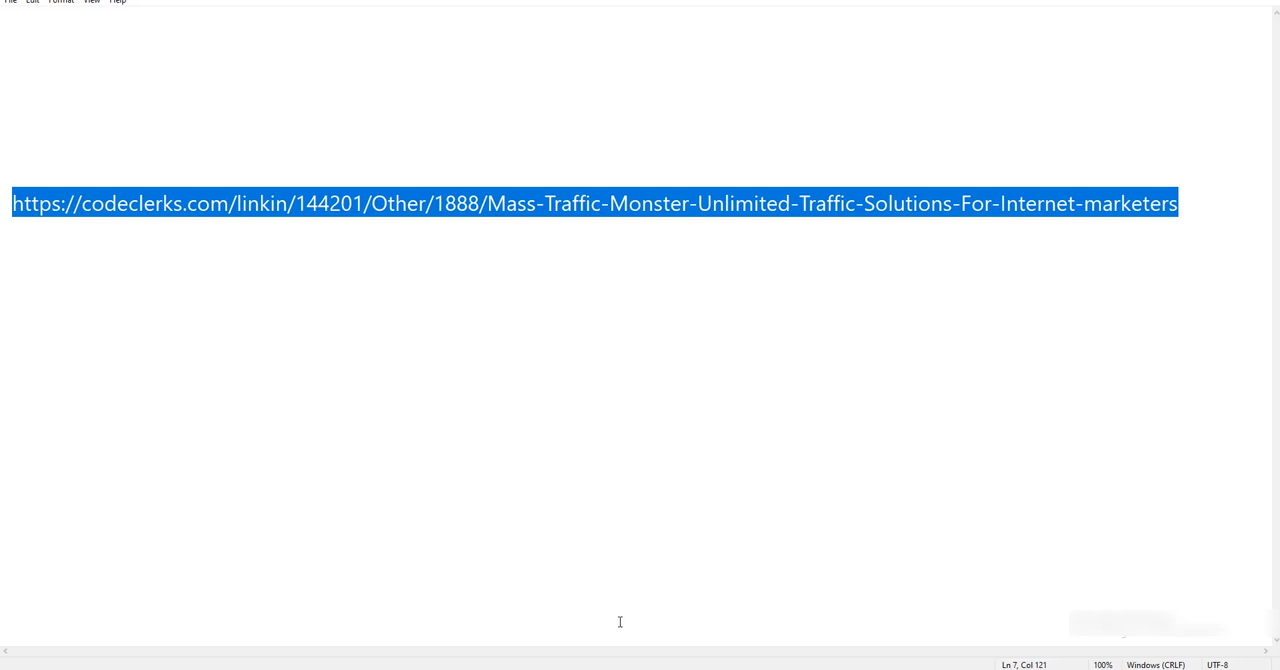 File Edit Format View Help
https://codeclerks.com/linkin/144201/Other/1888/Mass-Traffic-Monster-Unlimited-Traffic-Solutions-For-Internet-marketers
Ln 7, Col 121 100% Windows (CRLF) UTF-8